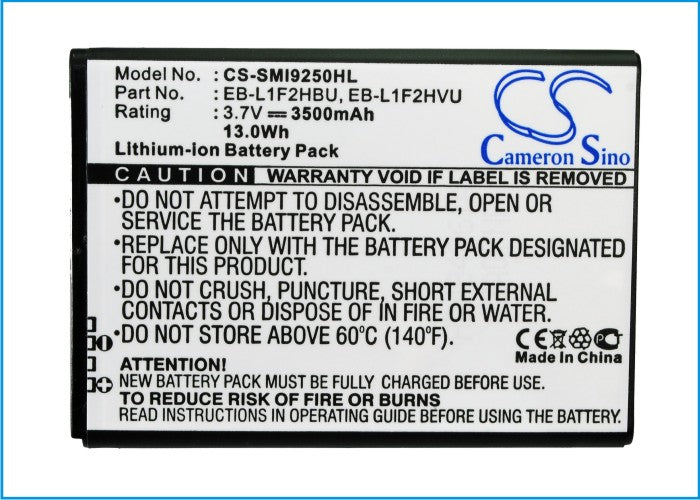 Model No.: CS-SMI9250HL
Part No.: EB-L1F2HBU, EB-L1F2HVU
Rating: 3.7V⎓3500mAh
13.0Wh
Lithium-ion Battery Pack
CS
Cameron Sino
CAUTION WARRANTY VOID IF LABEL IS REMOVED
•DO NOT ATTEMPT TO DISASSEMBLE, OPEN OR
SERVICE THE BATTERY PACK.
•REPLACE ONLY WITH THE BATTERY PACK DESIGNATED
FOR THIS EQUIPMENT.
•DO NOT CRUSH, PUNCTURE, SHORT EXTERNAL
CONTACTS OR DISPOSE OF IN FIRE OR WATER.
•DO NOT STORE ABOVE 60°C (140°F).
CE
Made In China
ATTENTION!
NEW BATTERY PACK MUST BE FULLY CHARGED BEFORE USE.
TO REDUCE RISK OF FIRE OR BURNS
READ INSTRUCTIONS OPERATING GUIDE BEFORE USING BATTERY.